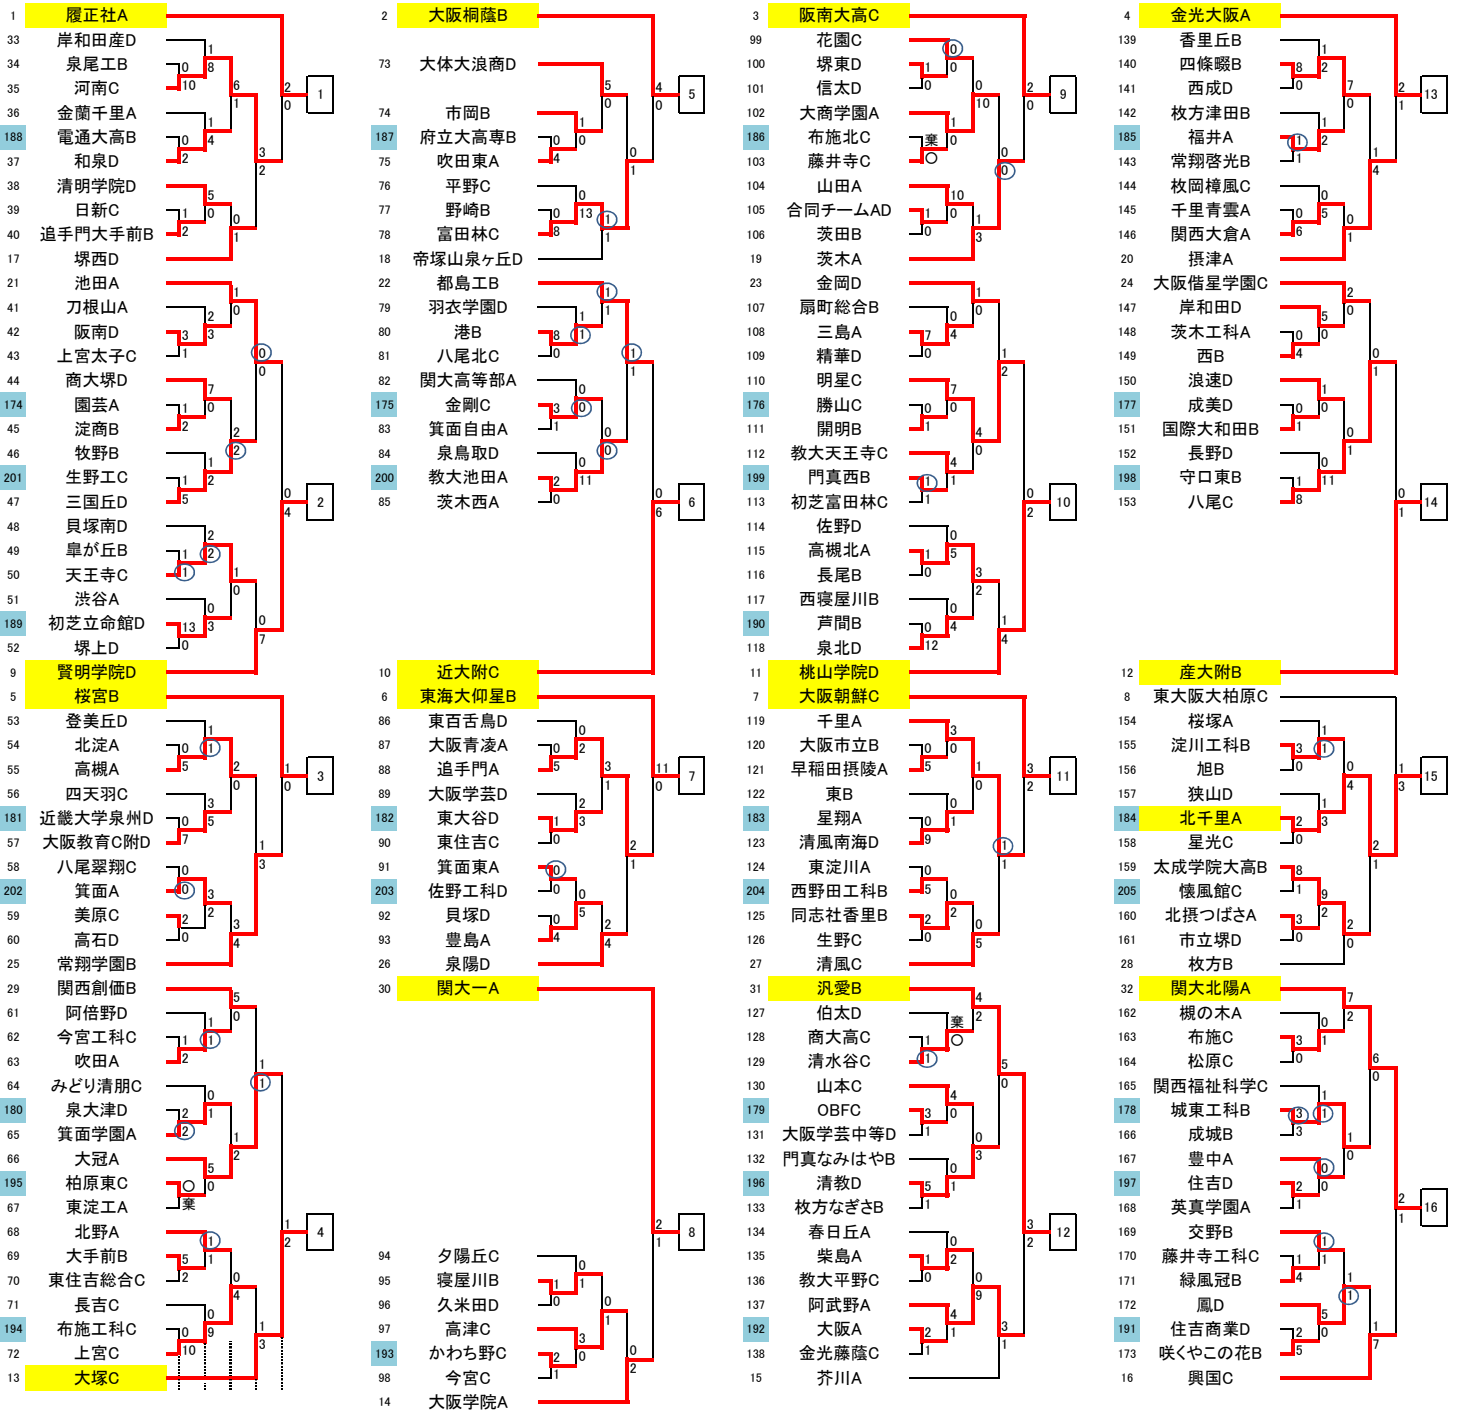 1 履正社A
33 岸和田産D
34 泉尾工B
35 河南C
36 金蘭千里A
188 電通大高B
37 和泉D
38 清明学院D
39 日新C
40 追手門大手前B
17 堺西D
21 池田A
41 刀根山A
42 阪南D
43 上宮太子C
44 商大堺D
174 園芸A
45 淀商B
46 牧野B
201 生野工C
47 三国丘D
48 貝塚南D
49 皐が丘B
50 天王寺C
51 渋谷A
189 初芝立命館D
52 堺上D
9 賢明学院D
5 桜宮B
53 登美丘D
54 北淀A
55 高槻A
56 四天羽C
181 近畿大学泉州D
57 大阪教育C附D
58 八尾翠翔C
202 箕面A
59 美原C
60 高石D
25 常翔学園B
29 関西創価B
61 阿倍野D
62 今宮工科C
63 吹田A
64 みどり清朋C
180 泉大津D
65 箕面学園A
66 大冠A
195 柏原東C ○
67 東淀工A 棄
68 北野A
69 大手前B
70 東住吉総合C
71 長吉C
194 布施工科C
72 上宮C
13 大塚C
1
2
3
4
2 大阪桐蔭B
73 大体大浪商D
74 市岡B
187 府立大高専B
75 吹田東A
76 平野C
77 野崎B
78 富田林C
18 帝塚山泉ヶ丘D
22 都島工B
79 羽衣学園D
80 港B
81 八尾北C
82 関大高等部A
175 金剛C
83 箕面自由A
84 泉鳥取D
200 教大池田A
85 茨木西A
10 近大附C
6 東海大仰星B
86 東百舌鳥D
87 大阪青凌A
88 追手門A
89 大阪学芸D
182 東大谷D
90 東住吉C
91 箕面東A
203 佐野工科D
92 貝塚D
93 豊島A
26 泉陽D
30 関大一A
94 夕陽丘C
95 寝屋川B
96 久米田D
97 高津C
193 かわち野C
98 今宮C
14 大阪学院A
5
6
7
8
3 阪南大高C
99 花園C
100 堺東D
101 信太D
102 大商学園A
186 布施北C 棄
103 藤井寺C ○
104 山田A
105 合同チームAD
106 茨田B
19 茨木A
23 金岡D
107 扇町総合B
108 三島A
109 精華D
110 明星C
176 勝山C
111 開明B
112 教大天王寺C
199 門真西B
113 初芝富田林C
114 佐野D
115 高槻北A
116 長尾B
117 西寝屋川B
190 芦間B
118 泉北D
11 桃山学院D
7 大阪朝鮮C
119 千里A
120 大阪市立B
121 早稲田摂陵A
122 東B
183 星翔A
123 清風南海D
124 東淀川A
204 西野田工科B
125 同志社香里B
126 生野C
27 清風C
31 汎愛B
127 伯太D 棄
128 商大高C ○
129 清水谷C
130 山本C
179 OBFC
131 大阪学芸中等D
132 門真なみはやB
196 清教D
133 枚方なぎさB
134 春日丘A
135 柴島A
136 教大平野C
137 阿武野A
192 大阪A
138 金光藤蔭C
15 芥川A
9
10
11
12
4 金光大阪A
139 香里丘B
140 四條畷B
141 西成D
142 枚方津田B
185 福井A
143 常翔啓光B
144 枚岡樟風C
145 千里青雲A
146 関西大倉A
20 摂津A
24 大阪偕星学園C
147 岸和田D
148 茨木工科A
149 西B
150 浪速D
177 成美D
151 国際大和田B
152 長野D
198 守口東B
153 八尾C
12 産大附B
8 東大阪大柏原C
154 桜塚A
155 淀川工科B
156 旭B
157 狭山D
184 北千里A
158 星光C
159 太成学院大高B
205 懐風館C
160 北摂つばさA
161 市立堺D
28 枚方B
32 関大北陽A
162 槻の木A
163 布施C
164 松原C
165 関西福祉科学C
178 城東工科B
166 成城B
167 豊中A
197 住吉D
168 英真学園A
169 交野B
170 藤井寺工科C
171 緑風冠B
172 鳳D
191 住吉商業D
173 咲くやこの花B
16 興国C
13
14
15
16